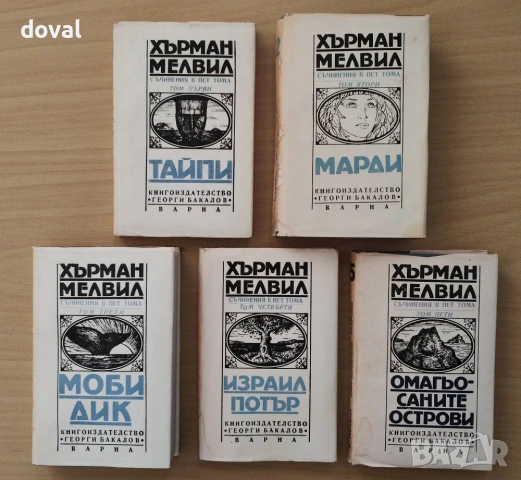 doval
ХЪРМАН
МЕЛВИЛ
СЪЧИНЕНИЯ В ПЕТ ТОМА
ТОМ ПЪРВИ
ТАЙПИ
КНИГОИЗДАТЕЛСТВО
•ГЕОРГИ БАКАЛОВ•
ВАРНА
ХЪРМАН
МЕЛВИЛ
СЪЧИНЕНИЯ В ПЕТ ТОМА
ТОМ ВТОРИ
МАРДИ
КНИГОИЗДАТЕЛСТВО
•ГЕОРГИ БАКАЛОВ•
ВАРНА
ХЪРМАН
МЕЛВИЛ
СЪЧИНЕНИЯ В ПЕТ ТОМА
ТОМ ТРЕТИ
МОБИ
ДИК
КНИГОИЗДАТЕЛСТВО
•ГЕОРГИ БАКАЛОВ•
ВАРНА
ХЪРМАН
МЕЛВИЛ
СЪЧИНЕНИЯ В ПЕТ ТОМА
ТОМ ЧЕТВЪРТИ
ИЗРАИЛ
ПОТЪР
КНИГОИЗДАТЕЛСТВО
•ГЕОРГИ БАКАЛОВ•
ВАРНА
5
ХЪРМАН
МЕЛВИЛ
СЪЧИНЕНИЯ В ПЕТ ТОМА
ТОМ ПЕТИ
ОМАГЬО-
САНИТЕ
ОСТРОВИ
КНИГОИЗДАТЕЛСТВО
•ГЕОРГИ БАКАЛОВ•
ВАРНА
BAZAR